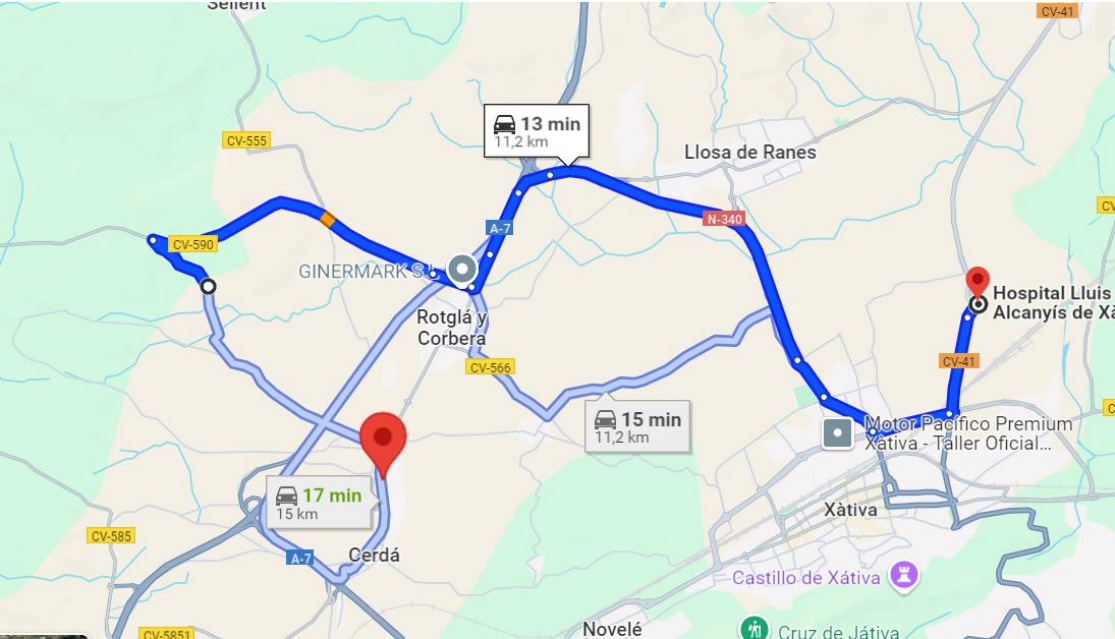 Sellent
CV-41
CV-555
13 min
11,2 km
Llosa de Ranes
N-340
A-7
CV-590
GINERMARK S.L
Hospital Lluis
Alcanyís de Xà
Rotglá y
Corbera
CV-566
CV-41
15 min
11,2 km
Motor Pacífico Premium
Xativa - Taller Oficial...
17 min
15 km
Xàtiva
CV-585
A-7
Cerdá
Castillo de Xátiva
CV-5851
Novelé
Cruz de Játiva